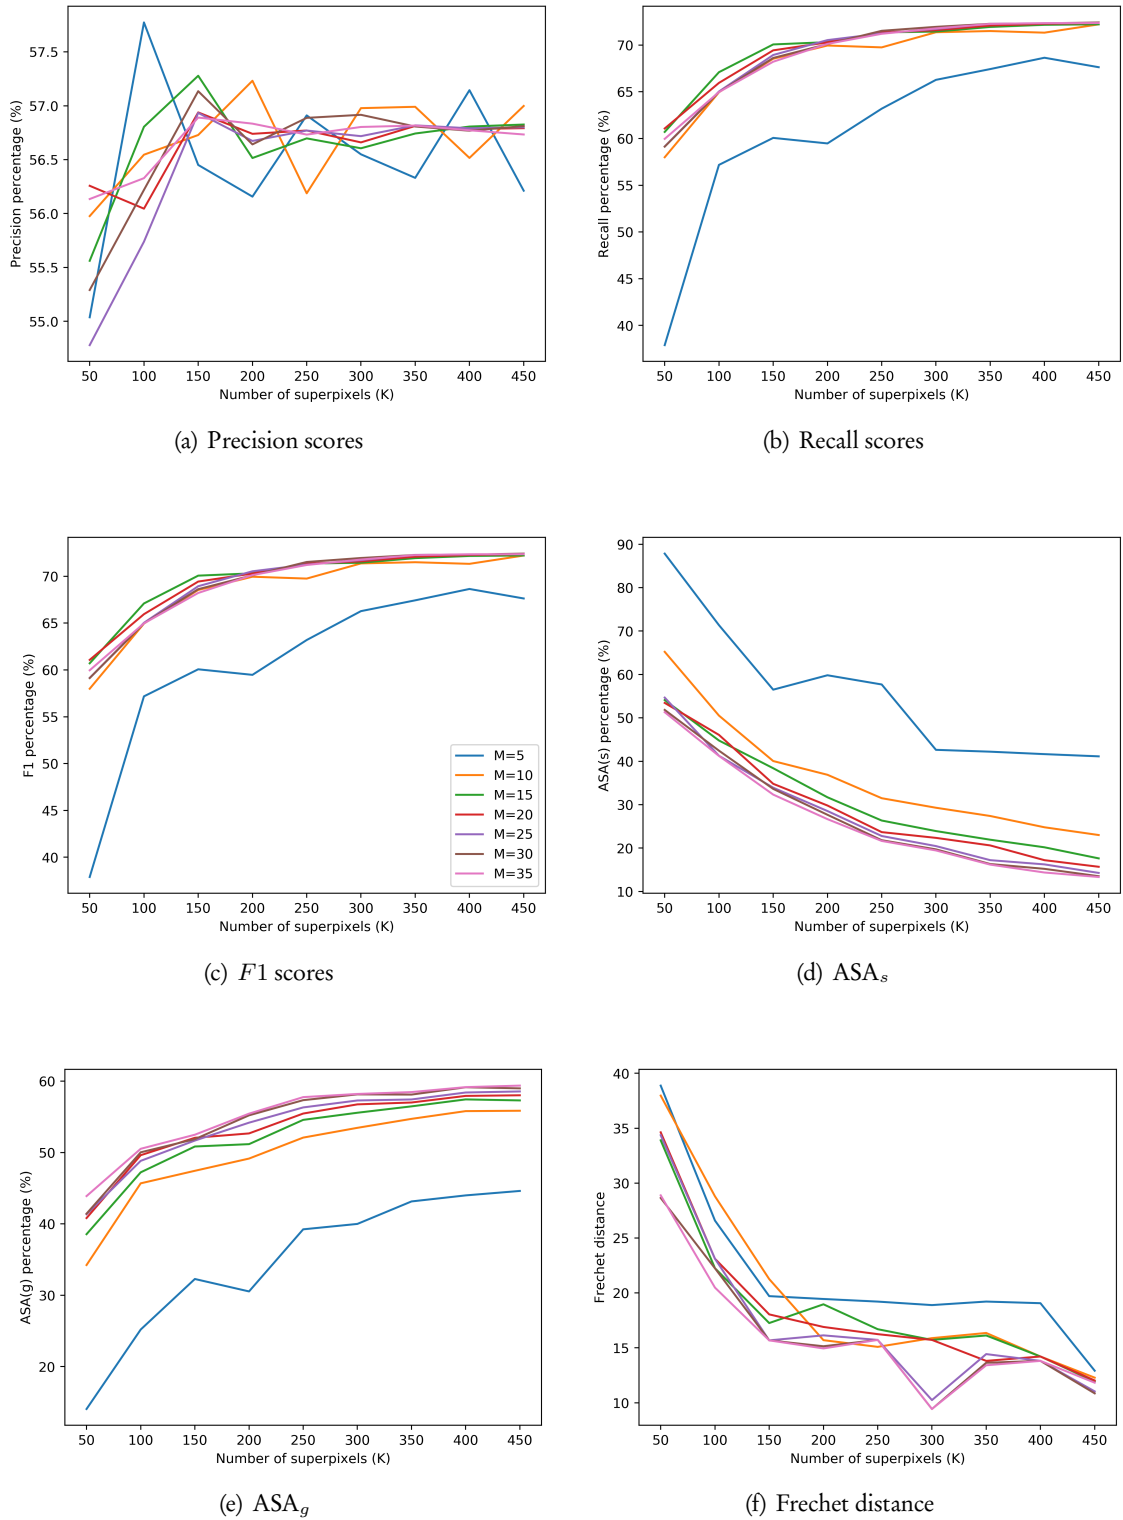 57.5
57.0
56.5
56.0
55.5
55.0
Precision percentage (%)
50 100 150 200 250 300 350 400 450
Number of superpixels (K)
(a) Precision scores
70
65
60
55
50
45
40
Recall percentage (%)
50 100 150 200 250 300 350 400 450
Number of superpixels (K)
(b) Recall scores
70
65
60
55
50
45
40
F1 percentage (%)
M=5
M=10
M=15
M=20
M=25
M=30
M=35
50 100 150 200 250 300 350 400 450
Number of superpixels (K)
(c) F1 scores
90
80
70
60
50
40
30
20
10
ASA(s) percentage (%)
50 100 150 200 250 300 350 400 450
Number of superpixels (K)
(d) ASAₛ
60
50
40
30
20
ASA(g) percentage (%)
50 100 150 200 250 300 350 400 450
Number of superpixels (K)
(e) ASA_g
40
35
30
25
20
15
10
Frechet distance
50 100 150 200 250 300 350 400 450
Number of superpixels (K)
(f) Frechet distance